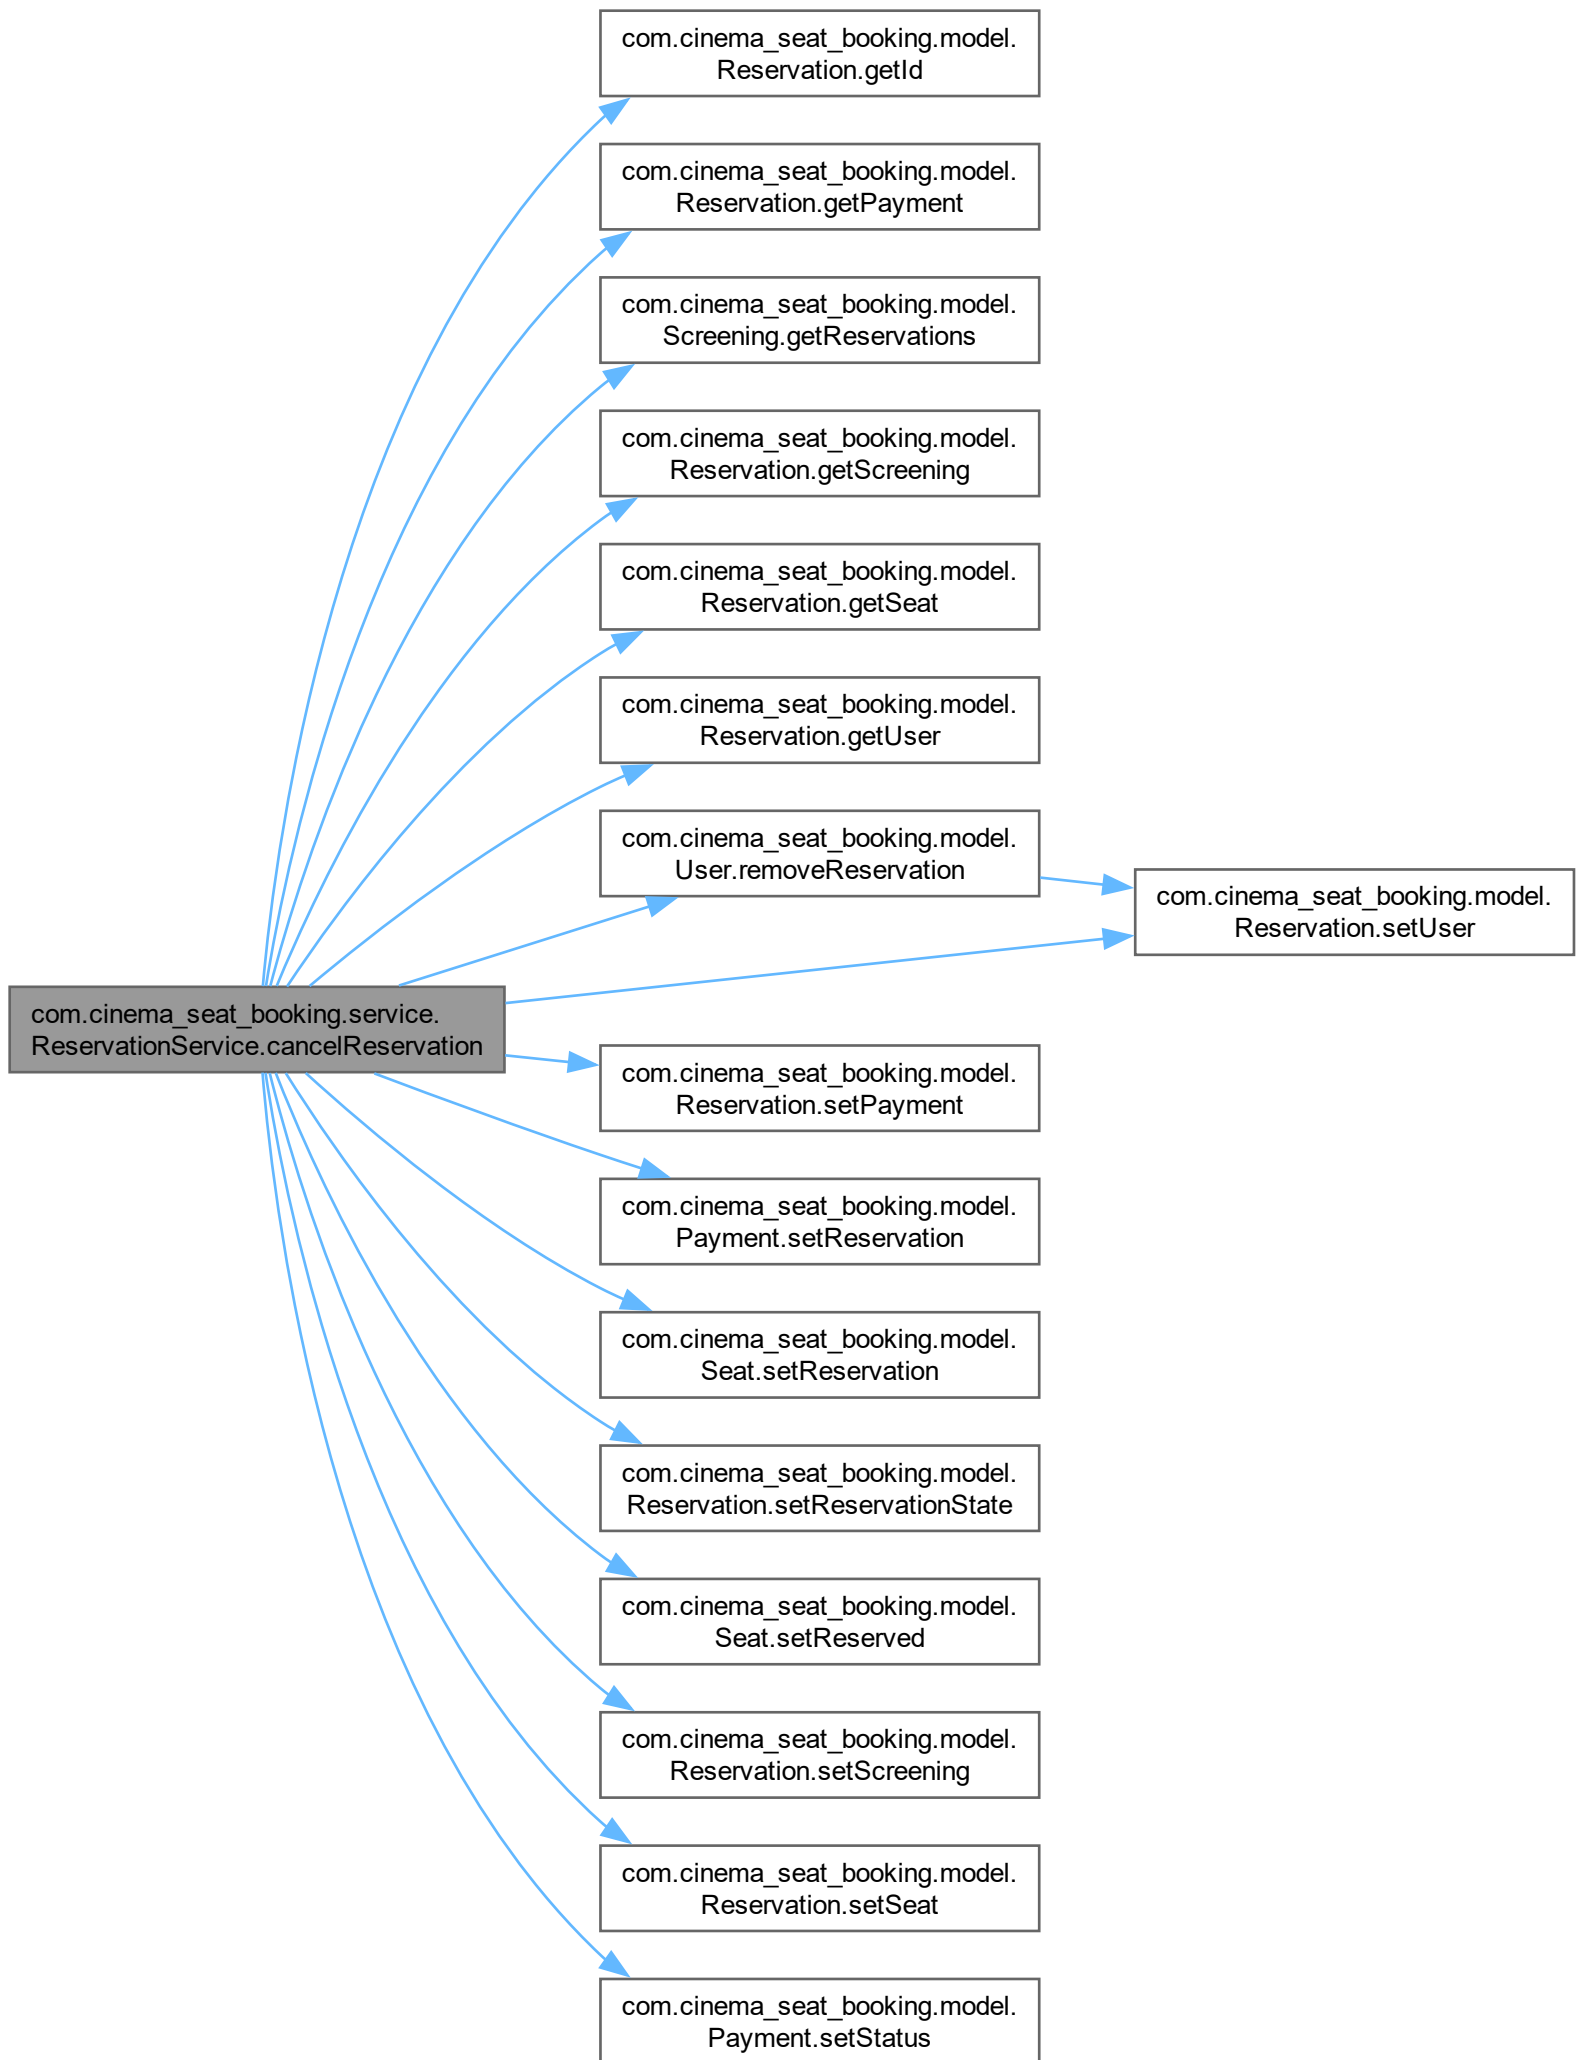 com.cinema_seat_booking.model.
Reservation.getId
com.cinema_seat_booking.model.
Reservation.getPayment
com.cinema_seat_booking.model.
Screening.getReservations
com.cinema_seat_booking.model.
Reservation.getScreening
com.cinema_seat_booking.model.
Reservation.getSeat
com.cinema_seat_booking.model.
Reservation.getUser
com.cinema_seat_booking.model.
User.removeReservation
com.cinema_seat_booking.model.
Reservation.setUser
com.cinema_seat_booking.service.
ReservationService.cancelReservation
com.cinema_seat_booking.model.
Reservation.setPayment
com.cinema_seat_booking.model.
Payment.setReservation
com.cinema_seat_booking.model.
Seat.setReservation
com.cinema_seat_booking.model.
Reservation.setReservationState
com.cinema_seat_booking.model.
Seat.setReserved
com.cinema_seat_booking.model.
Reservation.setScreening
com.cinema_seat_booking.model.
Reservation.setSeat
com.cinema_seat_booking.model.
Payment.setStatus